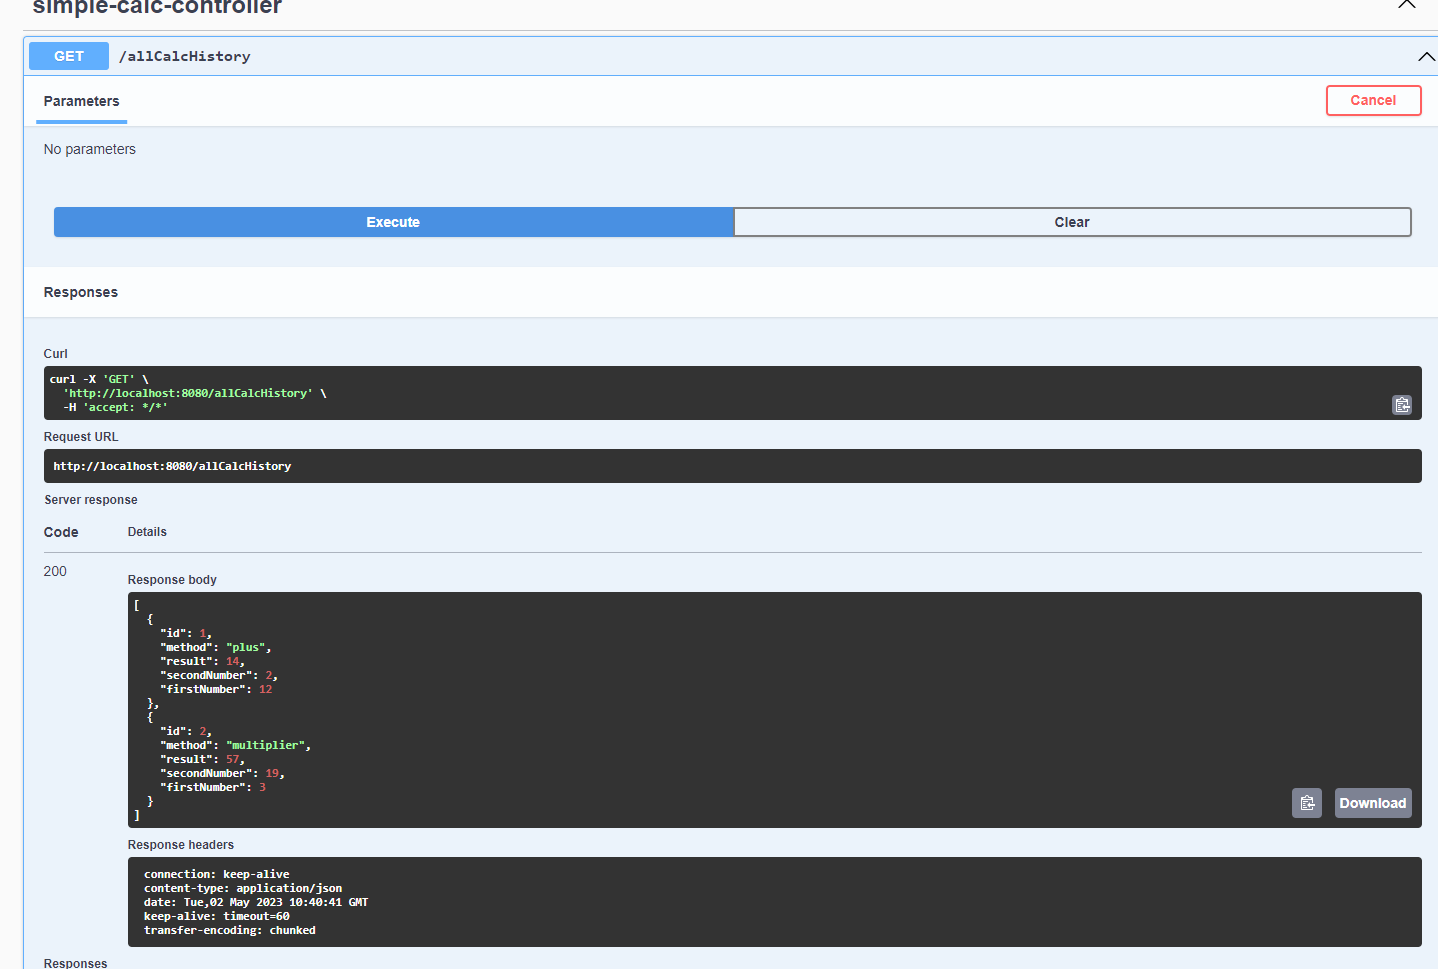 simple-calc-controller
GET /allCalcHistory
Parameters Cancel
No parameters
Execute Clear
Responses
Curl
curl -X 'GET' \
  'http://localhost:8080/allCalcHistory' \
  -H 'accept: */*'
Request URL
http://localhost:8080/allCalcHistory
Server response
Code Details
200
Response body
[
  {
    "id": 1,
    "method": "plus",
    "result": 14,
    "secondNumber": 2,
    "firstNumber": 12
  },
  {
    "id": 2,
    "method": "multiplier",
    "result": 57,
    "secondNumber": 19,
    "firstNumber": 3
  }
]
Download
Response headers
connection: keep-alive
content-type: application/json
date: Tue,02 May 2023 10:40:41 GMT
keep-alive: timeout=60
transfer-encoding: chunked
Responses